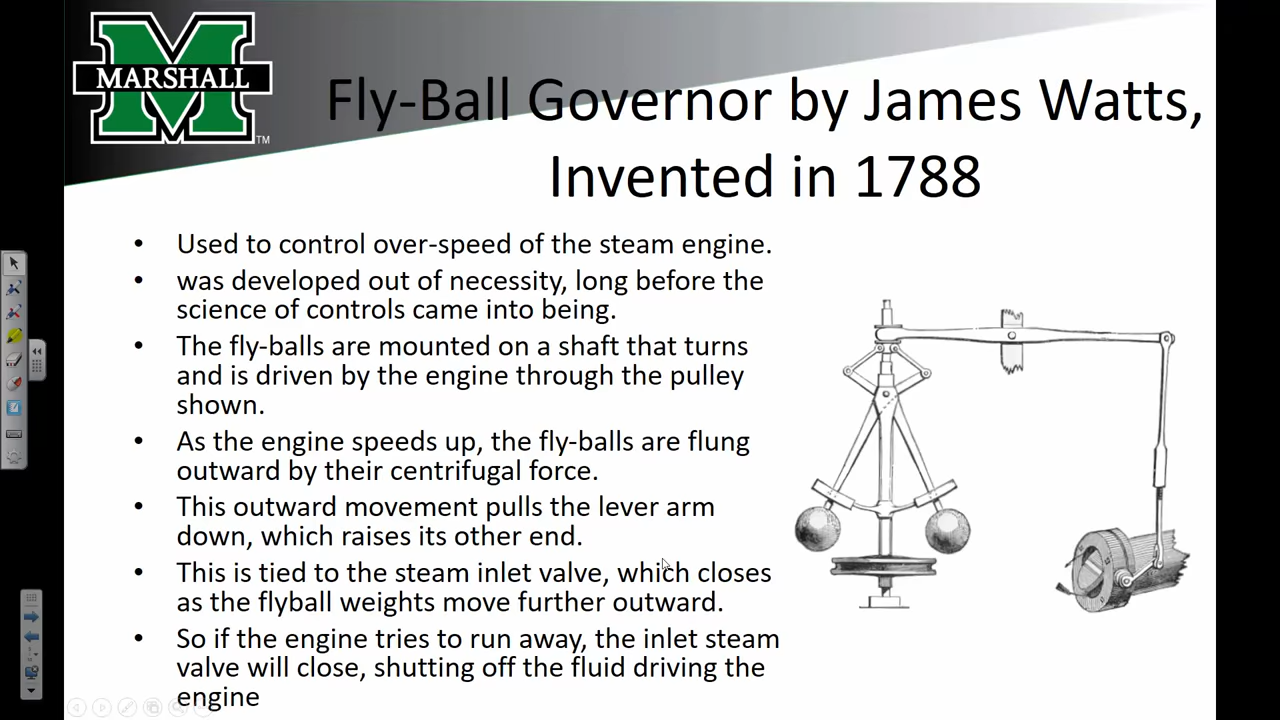 MARSHALL
TM
Fly-Ball Governor by James Watts,
Invented in 1788
• Used to control over-speed of the steam engine.
• was developed out of necessity, long before the
science of controls came into being.
• The fly-balls are mounted on a shaft that turns
and is driven by the engine through the pulley
shown.
• As the engine speeds up, the fly-balls are flung
outward by their centrifugal force.
• This outward movement pulls the lever arm
down, which raises its other end.
• This is tied to the steam inlet valve, which closes
as the flyball weights move further outward.
• So if the engine tries to run away, the inlet steam
valve will close, shutting off the fluid driving the
engine